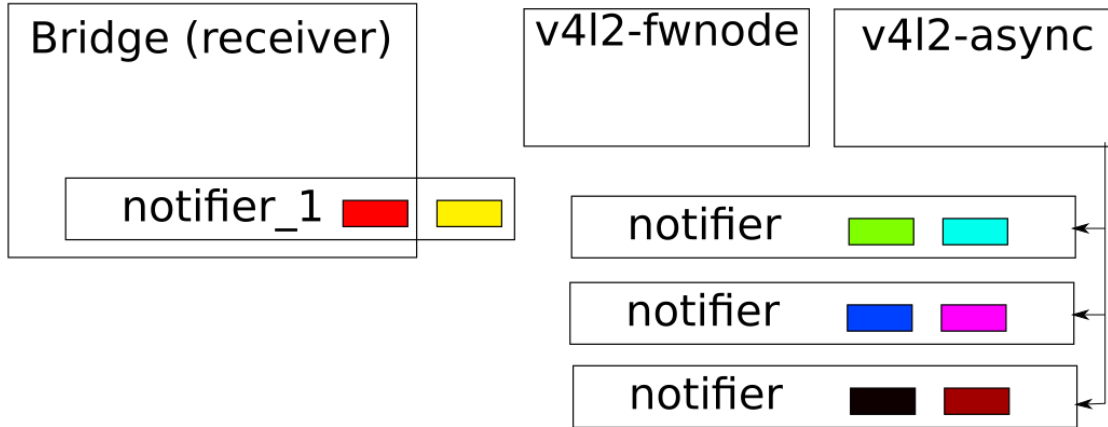 Bridge (receiver)
v4l2-fwnode
v4l2-async
notifier_1
notifier
notifier
notifier